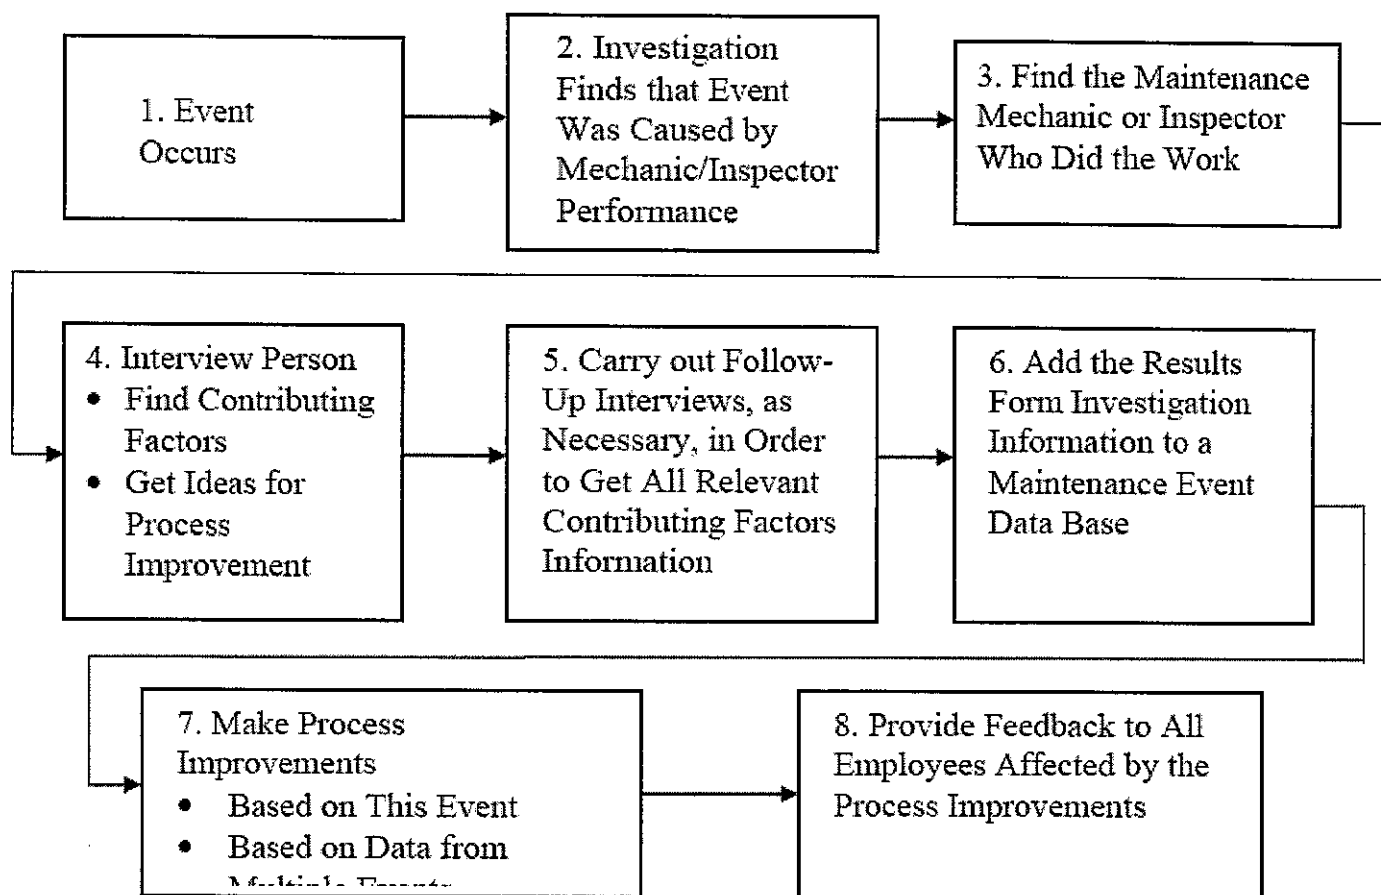 1. Event
Occurs
2. Investigation
Finds that Event
Was Caused by
Mechanic/Inspector
Performance
3. Find the Maintenance
Mechanic or Inspector
Who Did the Work
4. Interview Person
• Find Contributing
Factors
• Get Ideas for
Process
Improvement
5. Carry out Follow-
Up Interviews, as
Necessary, in Order
to Get All Relevant
Contributing Factors
Information
6. Add the Results
Form Investigation
Information to a
Maintenance Event
Data Base
7. Make Process
Improvements
• Based on This Event
• Based on Data from
Multiple Events
8. Provide Feedback to All
Employees Affected by the
Process Improvements